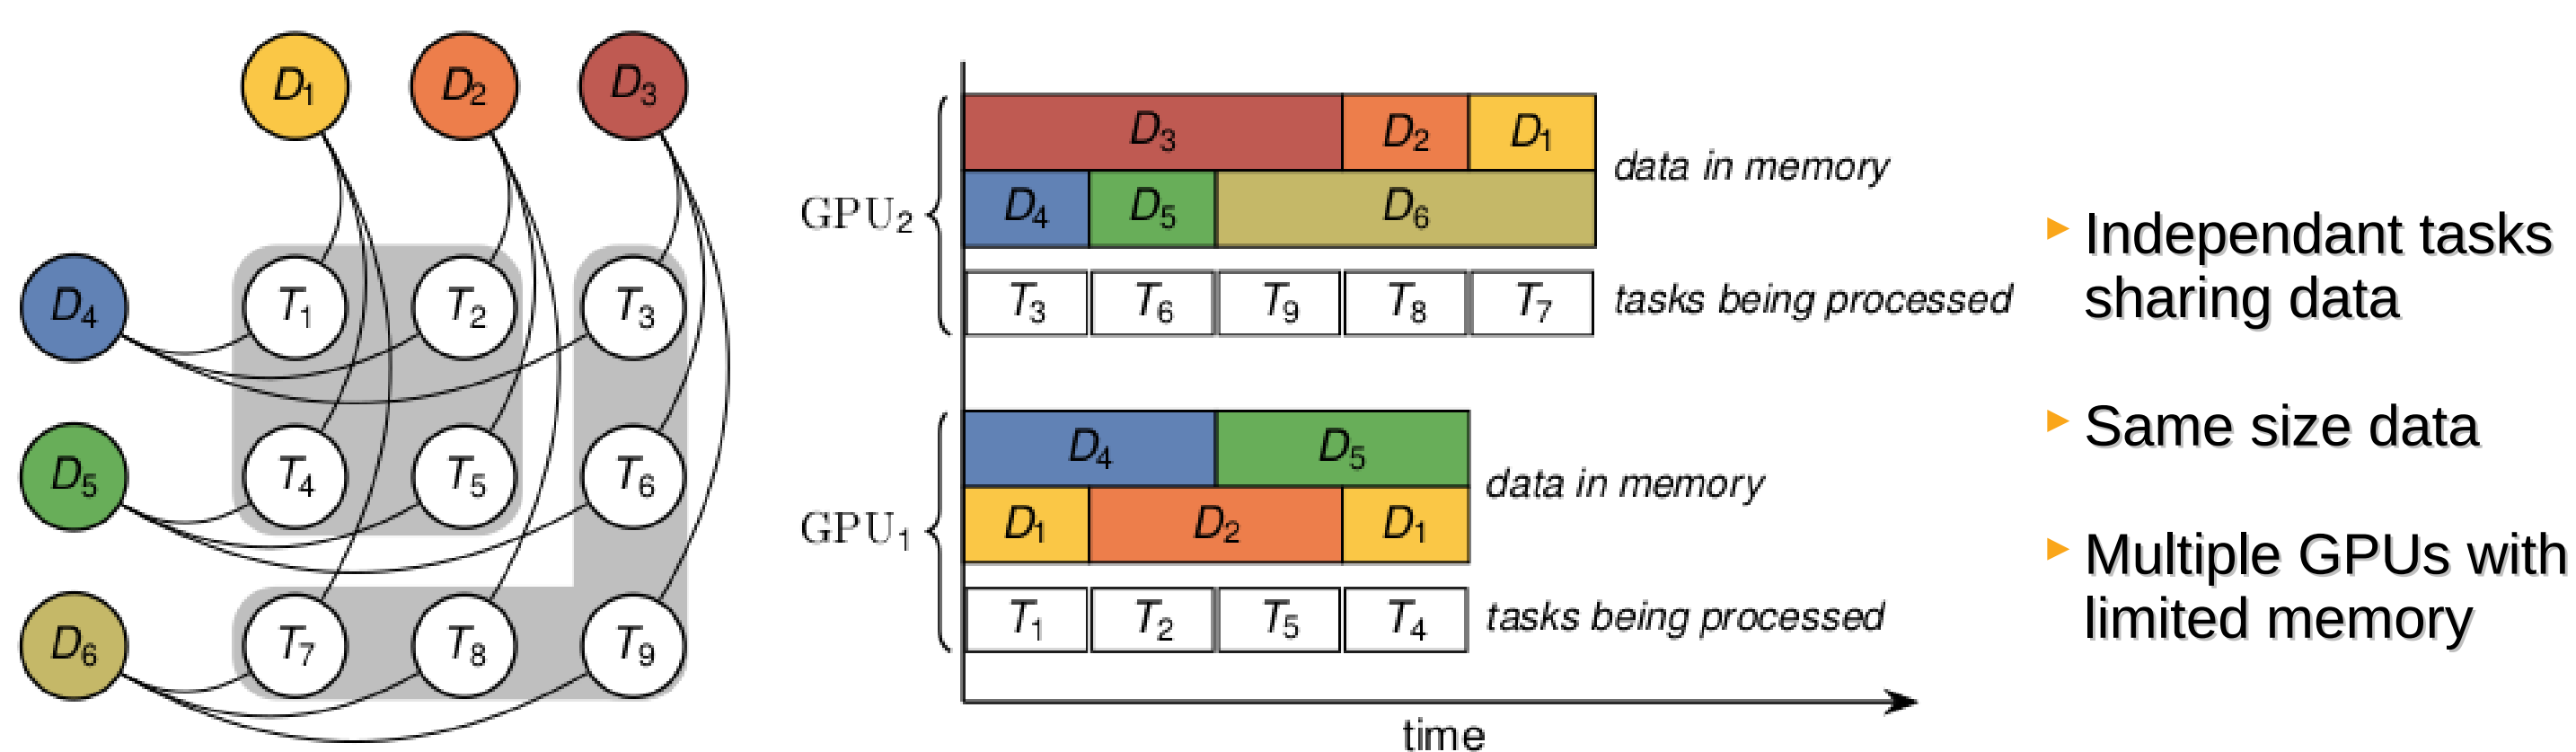 D1 D2 D3
D4 T1 T2 T3
D5 T4 T5 T6
D6 T7 T8 T9
GPU2
D3 D2 D1
D4 D5 D6
data in memory
T3 T6 T9 T8 T7
tasks being processed
GPU1
D4 D5
D1 D2 D1
data in memory
T1 T2 T5 T4
tasks being processed
time
Independant tasks
sharing data
Same size data
Multiple GPUs with
limited memory